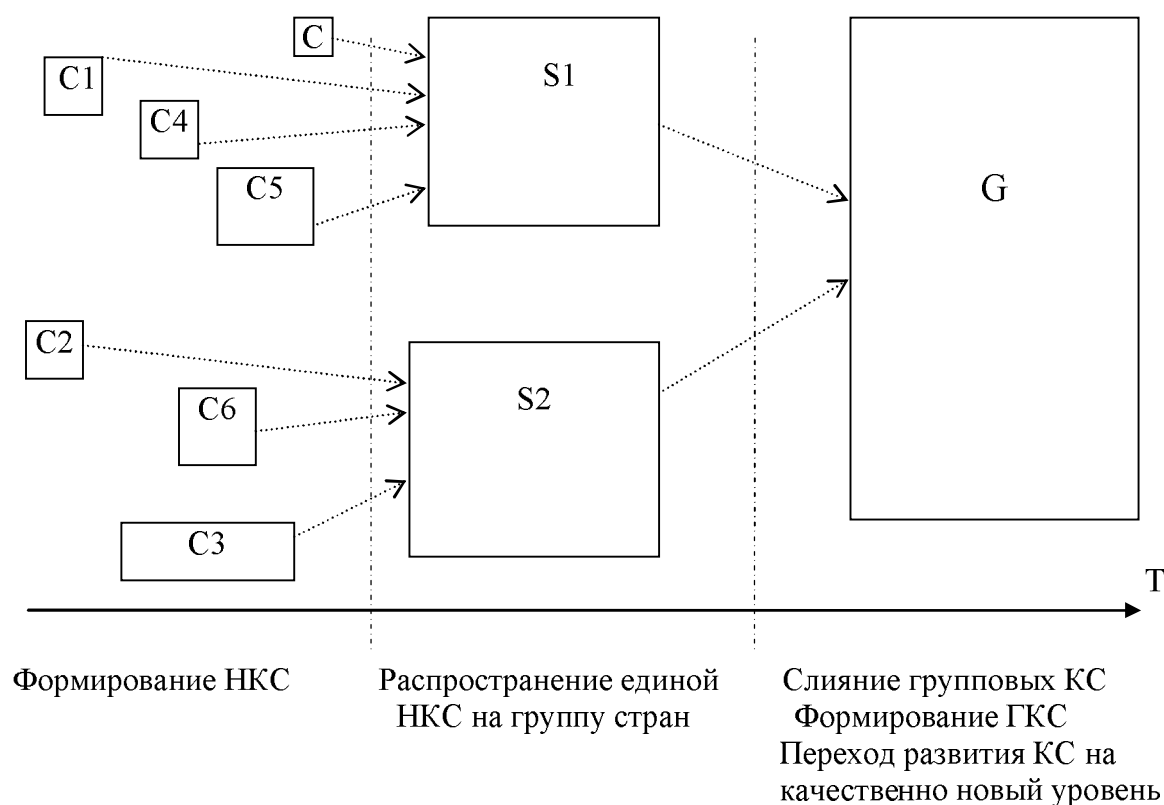 C
S1
C1
C4
C5
G
C2
S2
C6
C3
T
Формирование НКС
Распространение единой
НКС на группу стран
Слияние групповых КС
Формирование ГКС
Переход развития КС на
качественно новый уровень